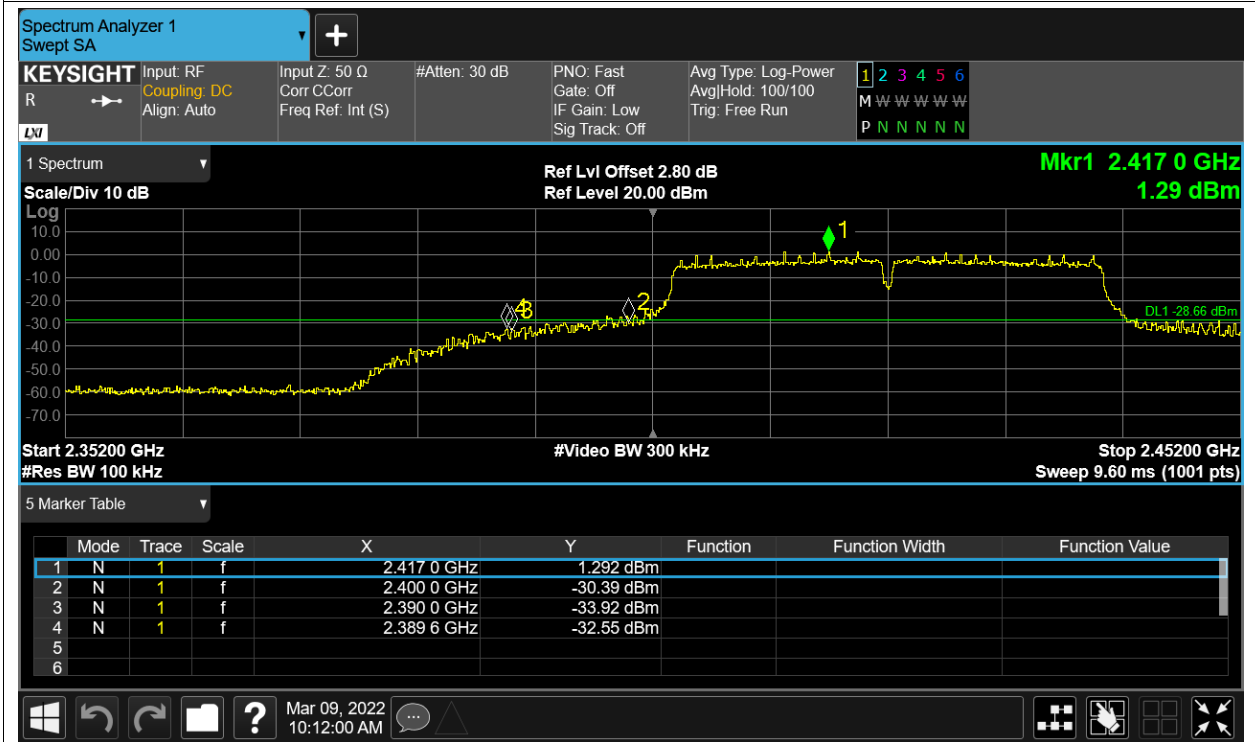 Spectrum Analyzer 1
Swept SA
KEYSIGHT
R
LXI
Input: RF
Coupling: DC
Align: Auto
Input Z: 50 Ω
Corr CCorr
Freq Ref: Int (S)
#Atten: 30 dB
PNO: Fast
Gate: Off
IF Gain: Low
Sig Track: Off
Avg Type: Log-Power
Avg|Hold: 100/100
Trig: Free Run
1 2 3 4 5 6
M W W W W W
P N N N N N
1 Spectrum
Scale/Div 10 dB
Ref Lvl Offset 2.80 dB
Ref Level 20.00 dBm
Mkr1 2.417 0 GHz
1.29 dBm
Log
10.0
0.00
-10.0
-20.0
-30.0
-40.0
-50.0
-60.0
-70.0
1
2
4
3
DL1 -28.66 dBm
Start 2.35200 GHz
#Res BW 100 kHz
#Video BW 300 kHz
Stop 2.45200 GHz
Sweep 9.60 ms (1001 pts)
5 Marker Table
Mode Trace Scale X Y Function Function Width Function Value
1 N 1 f 2.417 0 GHz 1.292 dBm
2 N 1 f 2.400 0 GHz -30.39 dBm
3 N 1 f 2.390 0 GHz -33.92 dBm
4 N 1 f 2.389 6 GHz -32.55 dBm
5
6
?
Mar 09, 2022
10:12:00 AM